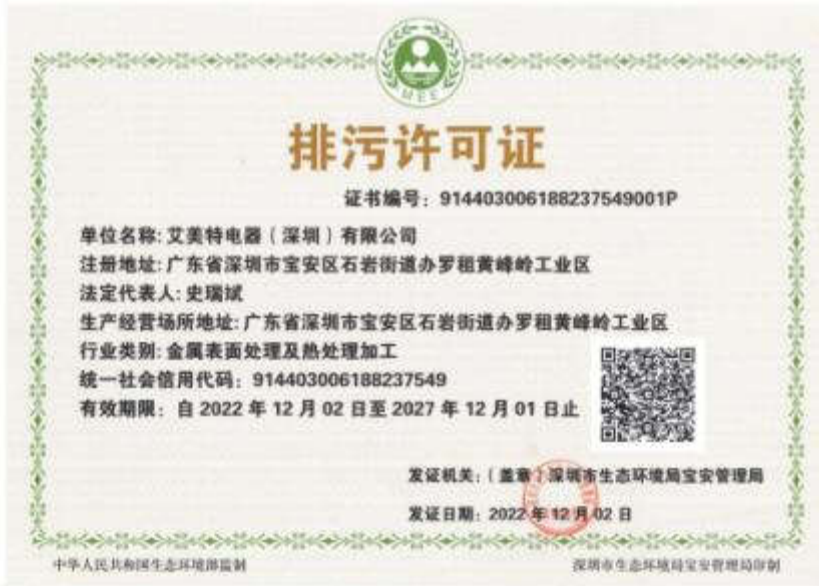 MEE
排污许可证
证书编号：914403006188237549001P
单位名称：艾美特电器（深圳）有限公司
注册地址：广东省深圳市宝安区石岩街道办罗租黄峰岭工业区
法定代表人：史瑞斌
生产经营场所地址：广东省深圳市宝安区石岩街道办罗租黄峰岭工业区
行业类别：金属表面处理及热处理加工
统一社会信用代码：914403006188237549
有效期限：自 2022 年 12 月 02 日至 2027 年 12 月 01 日止
发证机关：（盖章）深圳市生态环境局宝安管理局
发证日期：2022 年 12 月 02 日
中华人民共和国生态环境部监制
深圳市生态环境局宝安管理局印制